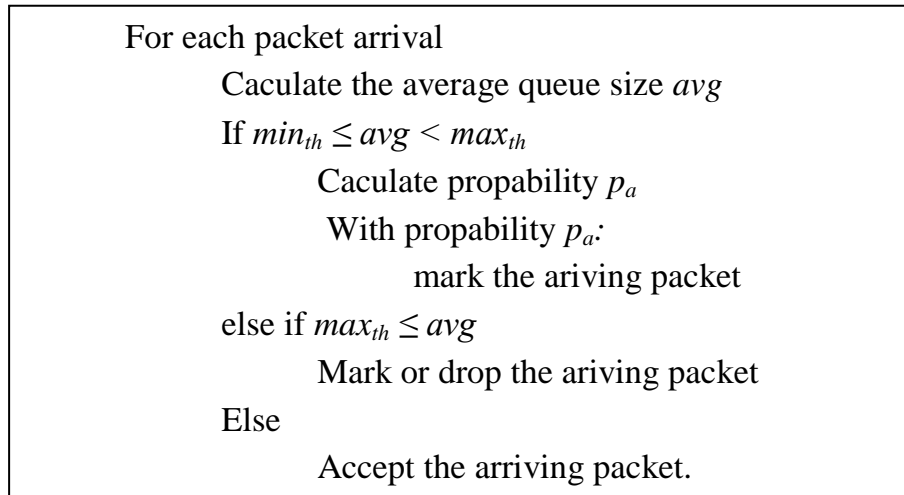 For each packet arrival
Caculate the average queue size avg
If minth ≤ avg < maxth
Caculate propability pa
With propability pa:
mark the ariving packet
else if maxth ≤ avg
Mark or drop the ariving packet
Else
Accept the arriving packet.